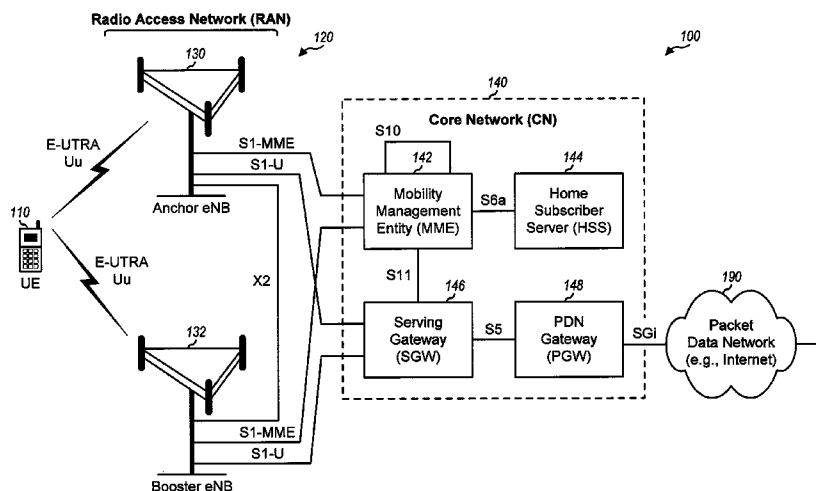 Radio Access Network (RAN)
120
100
130
140
Core Network (CN)
S10
E-UTRA
Uu
S1-MME
S1-U
142
Mobility
Management
Entity (MME)
S6a
144
Home
Subscriber
Server (HSS)
Anchor eNB
110
UE
E-UTRA
Uu
X2
S11
132
146
Serving
Gateway
(SGW)
S5
148
PDN
Gateway
(PGW)
SGi
190
Packet
Data Network
(e.g., Internet)
S1-MME
S1-U
Booster eNB